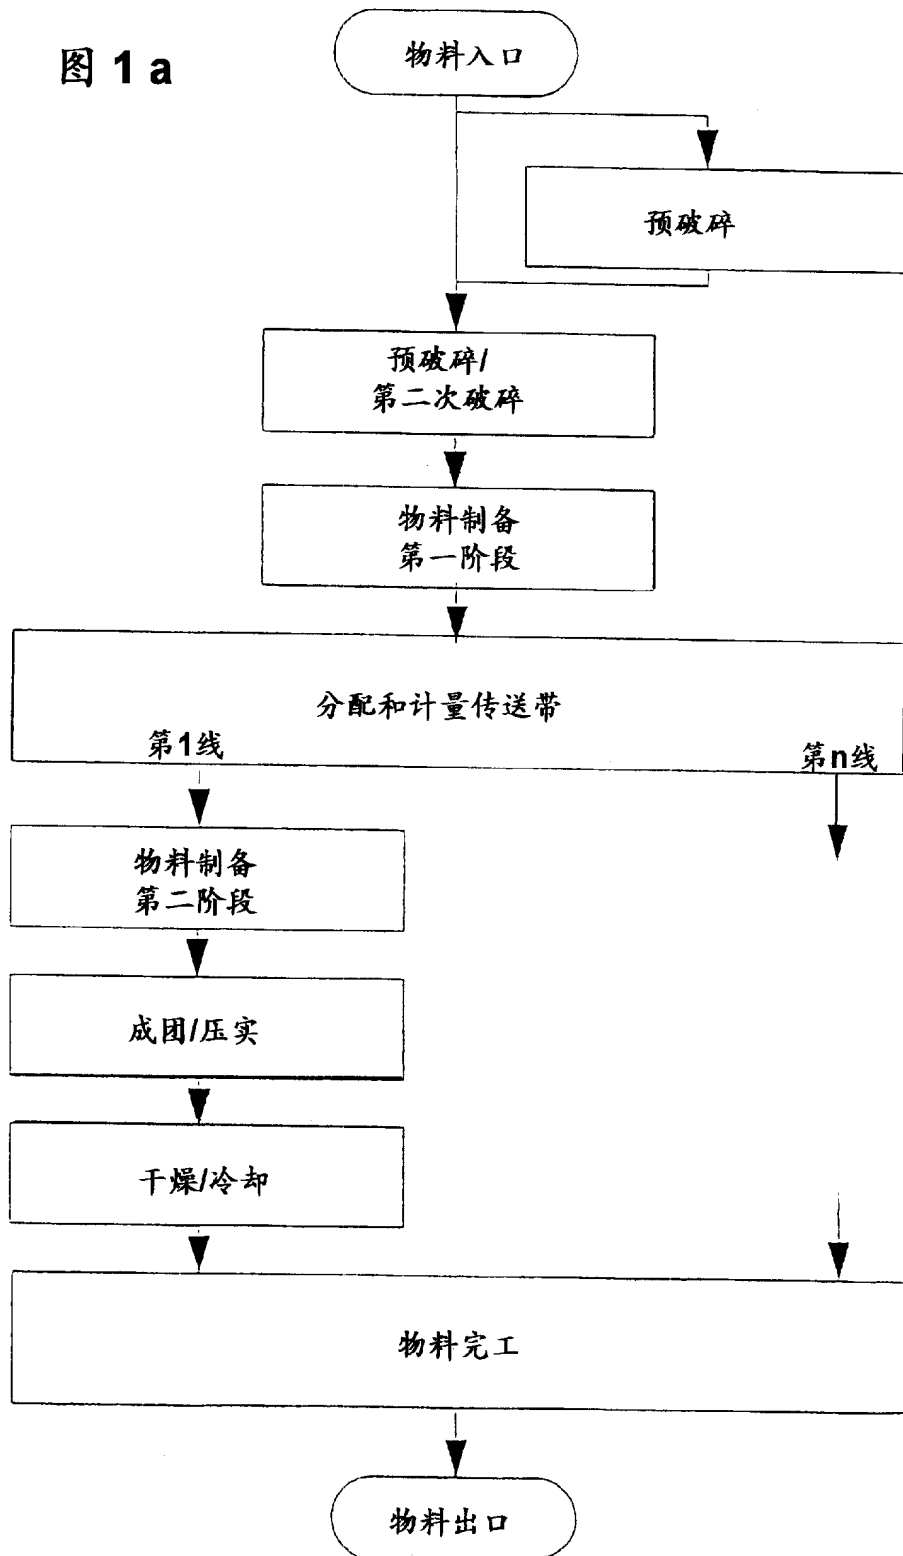 图 1 a
物料入口
预破碎
预破碎/
第二次破碎
物料制备
第一阶段
分配和计量传送带
第1线
第n线
物料制备
第二阶段
成团/压实
干燥/冷却
物料完工
物料出口